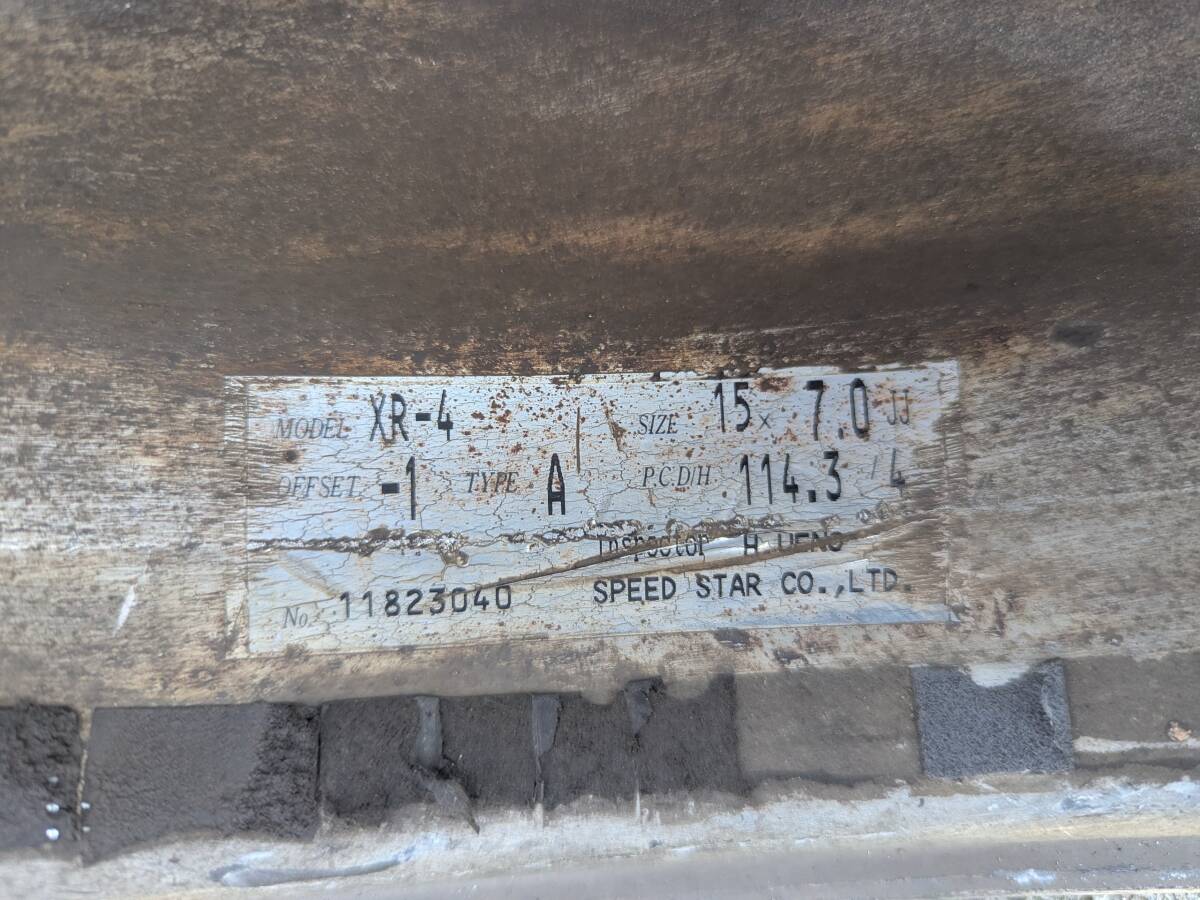 MODEL XR-4 SIZE 15 x 7.0 JJ
OFFSET -1 TYPE A P.C.D/H 114.3 / 4
Inspector H
No. 11823040 SPEED STAR CO.,LTD.